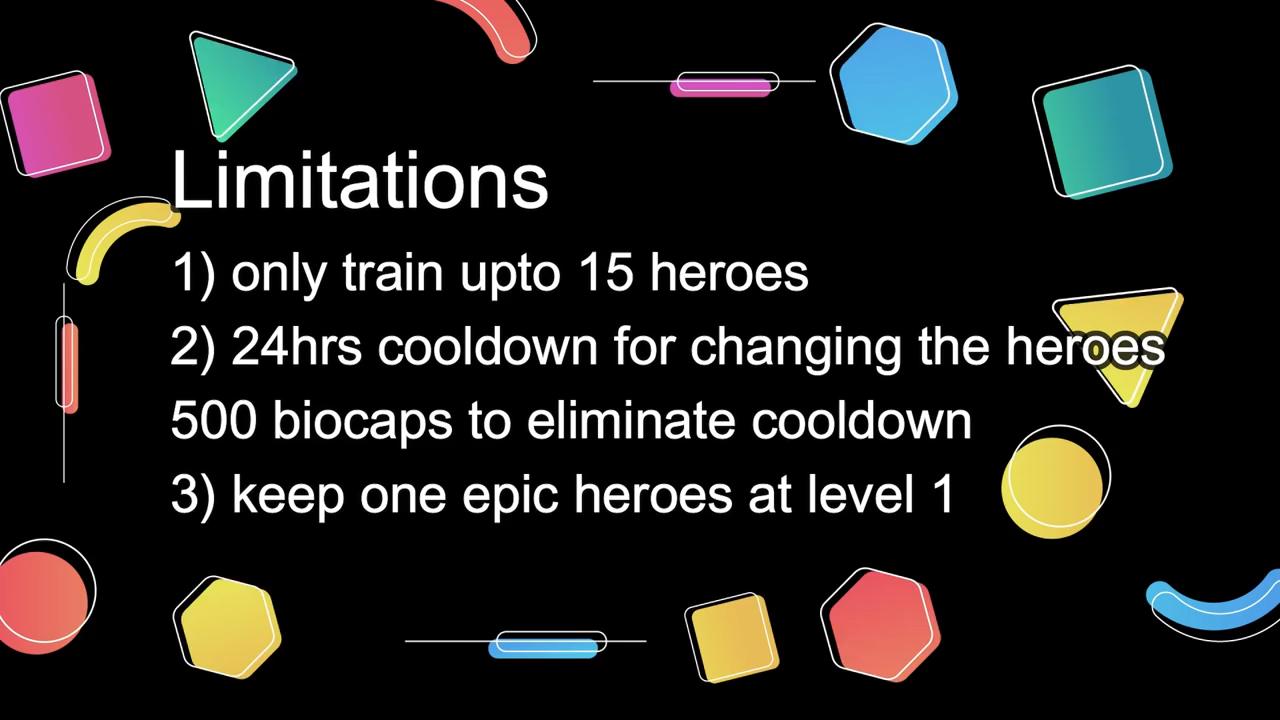 Limitations
1) only train upto 15 heroes
2) 24hrs cooldown for changing the heroes
500 biocaps to eliminate cooldown
3) keep one epic heroes at level 1